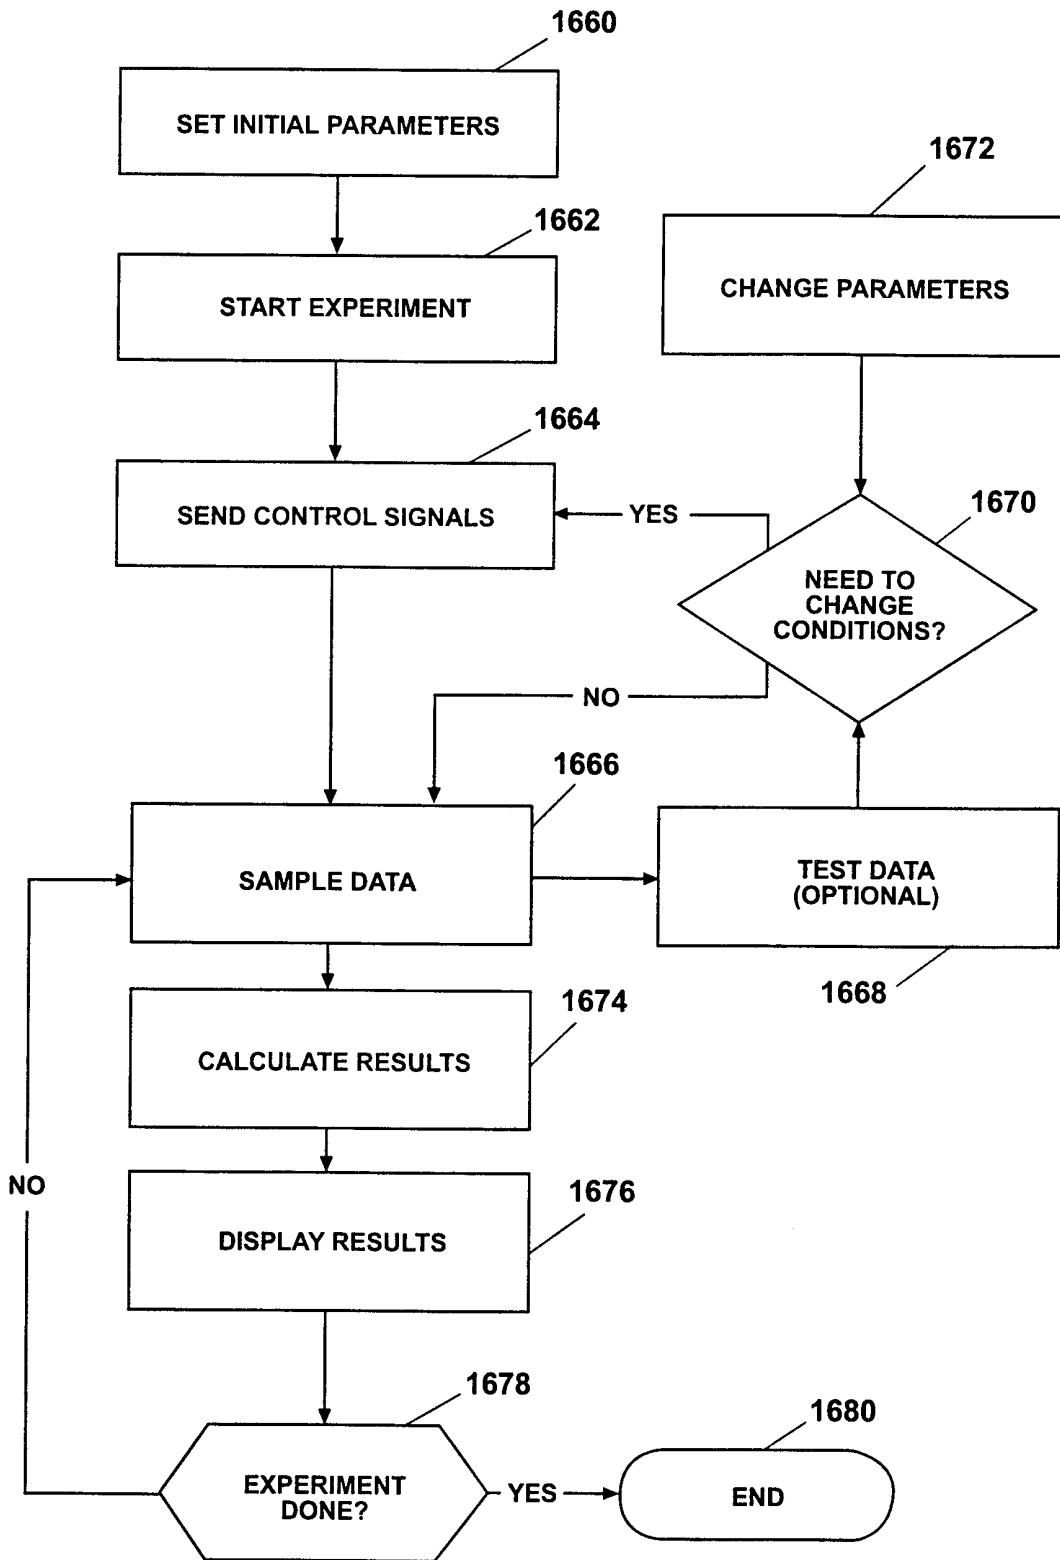 1660
SET INITIAL PARAMETERS
1672
1662
CHANGE PARAMETERS
START EXPERIMENT
1664
SEND CONTROL SIGNALS
YES
1670
NEED TO
CHANGE
CONDITIONS?
NO
1666
SAMPLE DATA
TEST DATA
(OPTIONAL)
1668
1674
CALCULATE RESULTS
NO
1676
DISPLAY RESULTS
1678
1680
EXPERIMENT
DONE?
YES
END